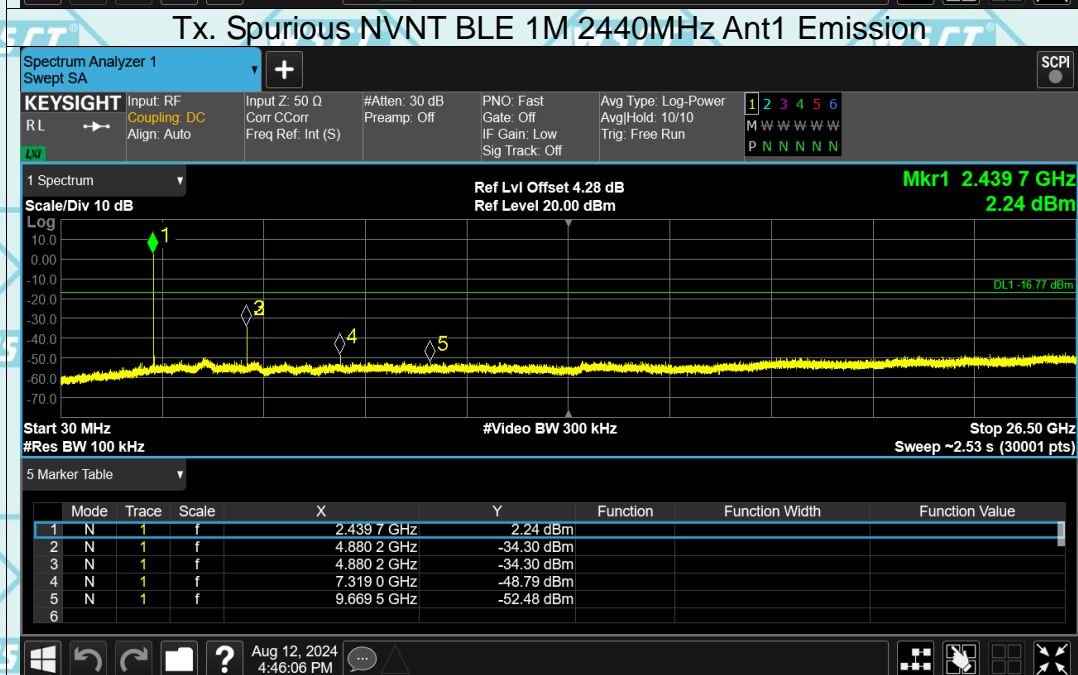 Tx. Spurious NVNT BLE 1M 2440MHz Ant1 Emission
Spectrum Analyzer 1
Swept SA
+
SCPI
KEYSIGHT
R L
LXI
Input: RF
Coupling: DC
Align: Auto
Input Z: 50 Ω
Corr CCorr
Freq Ref: Int (S)
#Atten: 30 dB
Preamp: Off
PNO: Fast
Gate: Off
IF Gain: Low
Sig Track: Off
Avg Type: Log-Power
Avg|Hold: 10/10
Trig: Free Run
1 2 3 4 5 6
M W W W W W
P N N N N N
1 Spectrum
Scale/Div 10 dB
Ref Lvl Offset 4.28 dB
Ref Level 20.00 dBm
Mkr1 2.439 7 GHz
2.24 dBm
Log
10.0
0.00
-10.0
-20.0
-30.0
-40.0
-50.0
-60.0
-70.0
1
3
4
5
DL1 -16.77 dBm
Start 30 MHz
#Video BW 300 kHz
Stop 26.50 GHz
#Res BW 100 kHz
Sweep ~2.53 s (30001 pts)
5 Marker Table
Mode Trace Scale X Y Function Function Width Function Value
1 N 1 f 2.439 7 GHz 2.24 dBm
2 N 1 f 4.880 2 GHz -34.30 dBm
3 N 1 f 4.880 2 GHz -34.30 dBm
4 N 1 f 7.319 0 GHz -48.79 dBm
5 N 1 f 9.669 5 GHz -52.48 dBm
6
?
Aug 12, 2024
4:46:06 PM